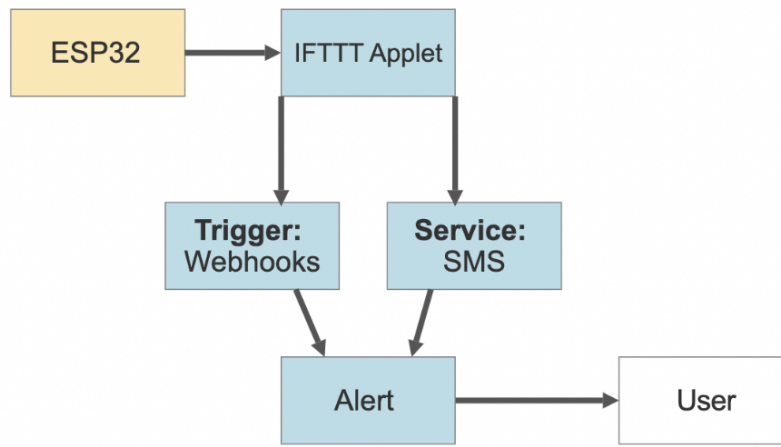 ESP32
IFTTT Applet
Trigger:
Webhooks
Service:
SMS
Alert
User